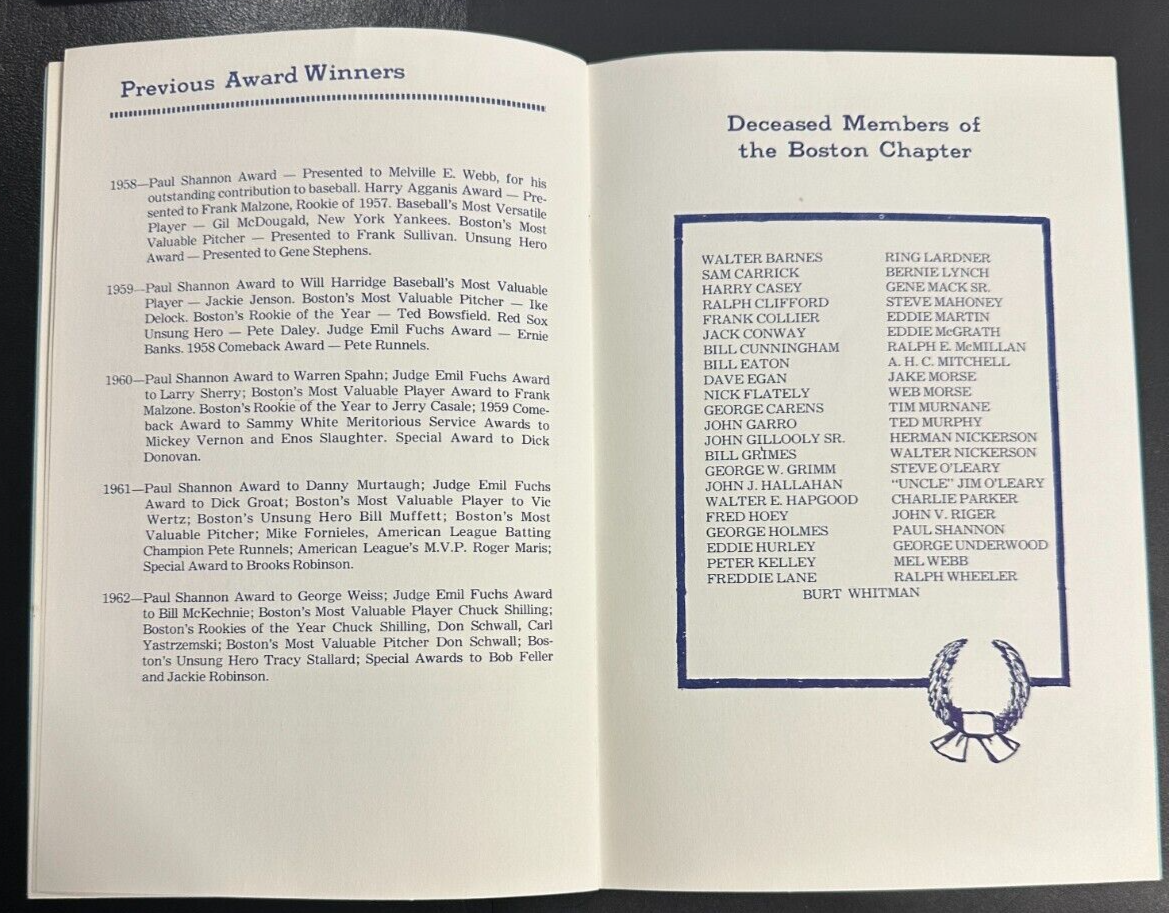 Previous Award Winners
1958—Paul Shannon Award — Presented to Melville E. Webb, for his
outstanding contribution to baseball. Harry Agganis Award — Pre-
sented to Frank Malzone, Rookie of 1957. Baseball's Most Versatile
Player — Gil McDougald, New York Yankees. Boston's Most
Valuable Pitcher — Presented to Frank Sullivan. Unsung Hero
Award — Presented to Gene Stephens.
1959—Paul Shannon Award to Will Harridge Baseball's Most Valuable
Player — Jackie Jenson. Boston's Most Valuable Pitcher — Ike
Delock. Boston's Rookie of the Year — Ted Bowsfield. Red Sox
Unsung Hero — Pete Daley. Judge Emil Fuchs Award — Ernie
Banks. 1958 Comeback Award — Pete Runnels.
1960—Paul Shannon Award to Warren Spahn; Judge Emil Fuchs Award
to Larry Sherry; Boston's Most Valuable Player Award to Frank
Malzone. Boston's Rookie of the Year to Jerry Casale; 1959 Come-
back Award to Sammy White Meritorious Service Awards to
Mickey Vernon and Enos Slaughter. Special Award to Dick
Donovan.
1961—Paul Shannon Award to Danny Murtaugh; Judge Emil Fuchs
Award to Dick Groat; Boston's Most Valuable Player to Vic
Wertz; Boston's Unsung Hero Bill Muffett; Boston's Most
Valuable Pitcher; Mike Fornieles, American League Batting
Champion Pete Runnels; American League's M.V.P. Roger Maris;
Special Award to Brooks Robinson.
1962—Paul Shannon Award to George Weiss; Judge Emil Fuchs Award
to Bill McKechnie; Boston's Most Valuable Player Chuck Shilling;
Boston's Rookies of the Year Chuck Shilling, Don Schwall, Carl
Yastrzemski; Boston's Most Valuable Pitcher Don Schwall; Bos-
ton's Unsung Hero Tracy Stallard; Special Awards to Bob Feller
and Jackie Robinson.
Deceased Members of
the Boston Chapter
WALTER BARNES
SAM CARRICK
HARRY CASEY
RALPH CLIFFORD
FRANK COLLIER
JACK CONWAY
BILL CUNNINGHAM
BILL EATON
DAVE EGAN
NICK FLATELY
GEORGE CARENS
JOHN GARRO
JOHN GILLOOLY SR.
BILL GRIMES
GEORGE W. GRIMM
JOHN J. HALLAHAN
WALTER E. HAPGOOD
FRED HOEY
GEORGE HOLMES
EDDIE HURLEY
PETER KELLEY
FREDDIE LANE
RING LARDNER
BERNIE LYNCH
GENE MACK SR.
STEVE MAHONEY
EDDIE MARTIN
EDDIE McGRATH
RALPH E. McMILLAN
A. H. C. MITCHELL
JAKE MORSE
WEB MORSE
TIM MURNANE
TED MURPHY
HERMAN NICKERSON
WALTER NICKERSON
STEVE O'LEARY
"UNCLE" JIM O'LEARY
CHARLIE PARKER
JOHN V. RIGER
PAUL SHANNON
GEORGE UNDERWOOD
MEL WEBB
RALPH WHEELER
BURT WHITMAN